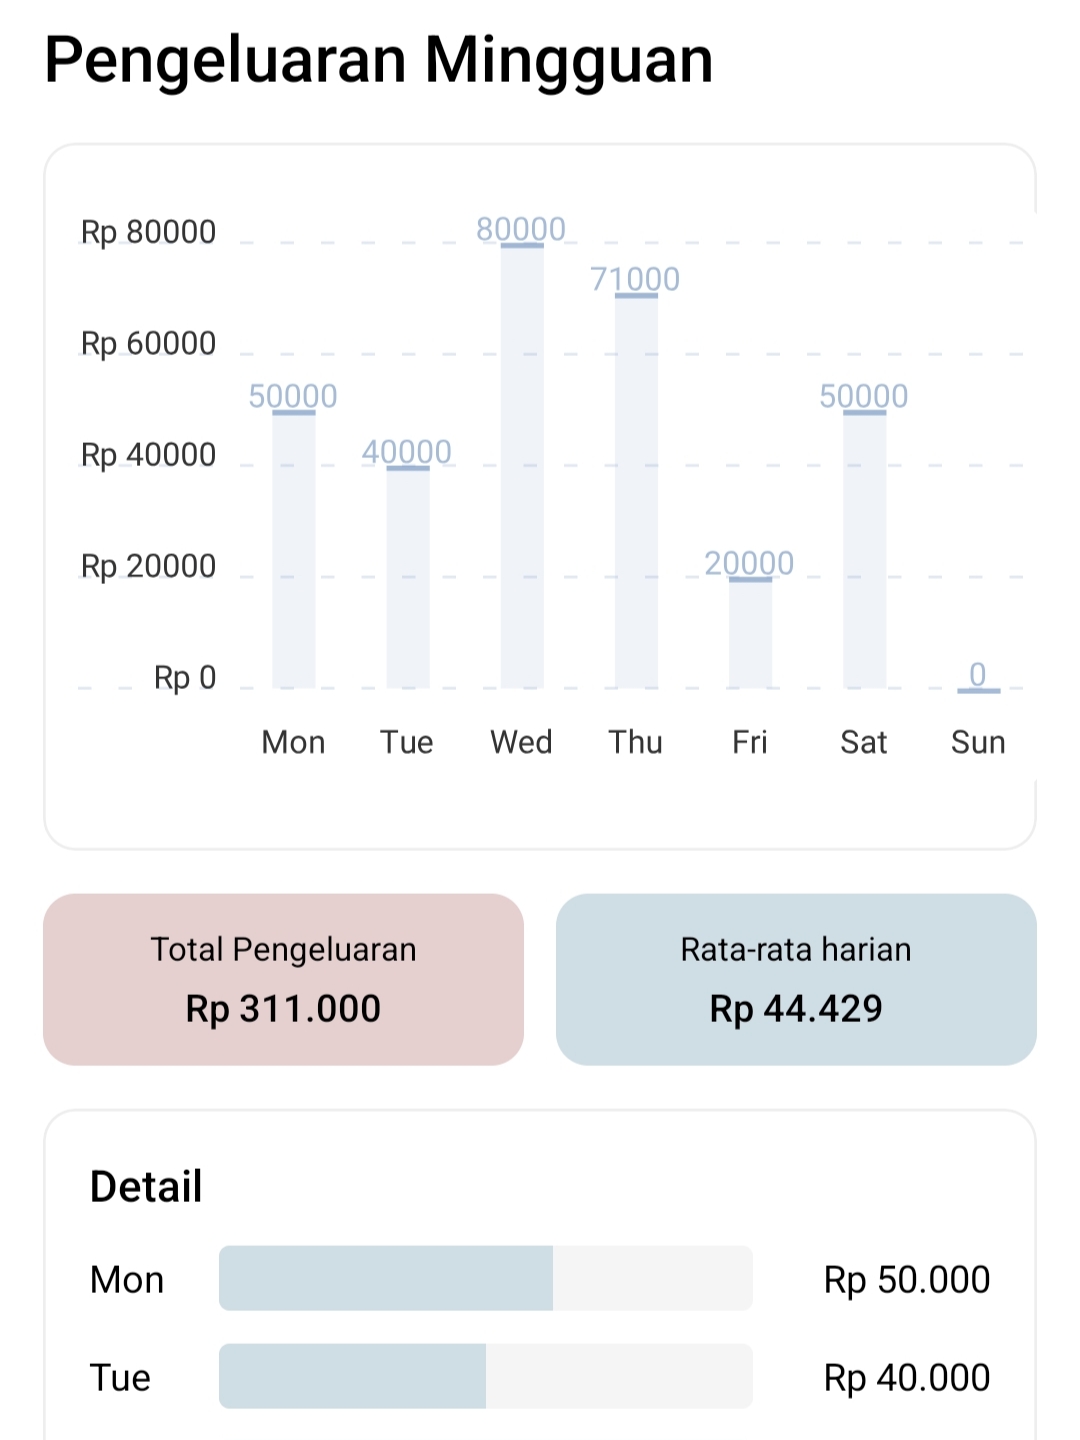 Pengeluaran Mingguan
Rp 80000
80000
71000
Rp 60000
50000
50000
Rp 40000
40000
Rp 20000
20000
Rp 0
0
Mon Tue Wed Thu Fri Sat Sun
Total Pengeluaran
Rp 311.000
Rata-rata harian
Rp 44.429
Detail
Mon Rp 50.000
Tue Rp 40.000